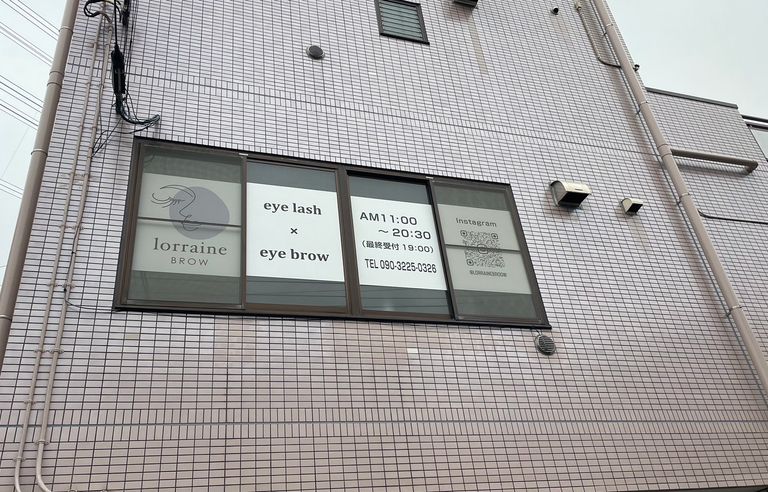 lorraine
BROW
eye lash
×
eye brow
AM11:00
～20:30
(最終受付 19:00)
TEL 090-3225-0326
instagram